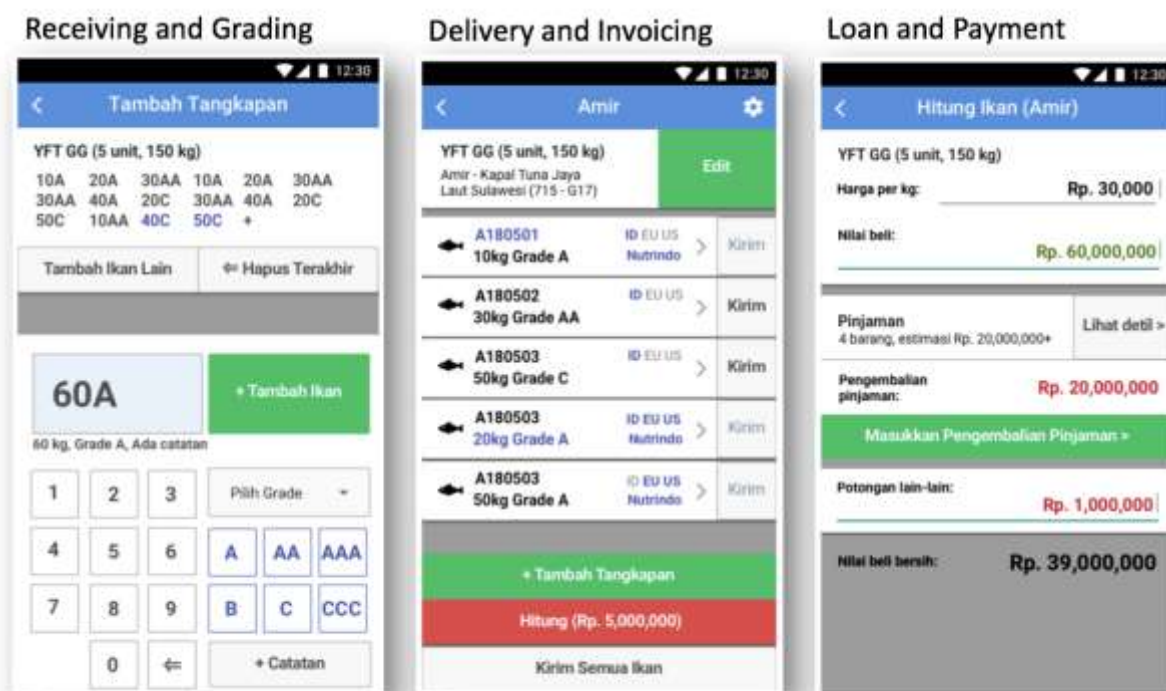 Receiving and Grading
12:30
Tambah Tangkapan
YFT GG (5 unit, 150 kg)
10A 20A 30AA 10A 20A 30AA
30AA 40A 20C 30AA 40A 20C
50C 10AA 40C 50C +
Tambah Ikan Lain
⇐ Hapus Terakhir
60A
+ Tambah Ikan
60 kg, Grade A, Ada catatan
1 2 3 Pilih Grade
4 5 6 A AA AAA
7 8 9 B C CCC
0 ⇐ + Catatan
Delivery and Invoicing
12:30
Amir
YFT GG (5 unit, 150 kg)
Amir - Kapal Tuna Jaya
Laut Sulawesi (715 - G17)
Edit
A180501 ID EU US
10kg Grade A Nutrindo > Kirim
A180502 ID EU US
30kg Grade AA > Kirim
A180503 ID EU US
50kg Grade C > Kirim
A180503 ID EU US
20kg Grade A Nutrindo > Kirim
A180503 ID EU US
50kg Grade A Nutrindo > Kirim
+ Tambah Tangkapan
Hitung (Rp. 5,000,000)
Kirim Semua Ikan
Loan and Payment
12:30
Hitung Ikan (Amir)
YFT GG (5 unit, 150 kg)
Harga per kg: Rp. 30,000
Nilai beli:
Rp. 60,000,000
Pinjaman
4 barang, estimasi Rp. 20,000,000+
Lihat detil »
Pengembalian
pinjaman:
Rp. 20,000,000
Masukkan Pengembalian Pinjaman »
Potongan lain-lain:
Rp. 1,000,000
Nilai beli bersih: Rp. 39,000,000